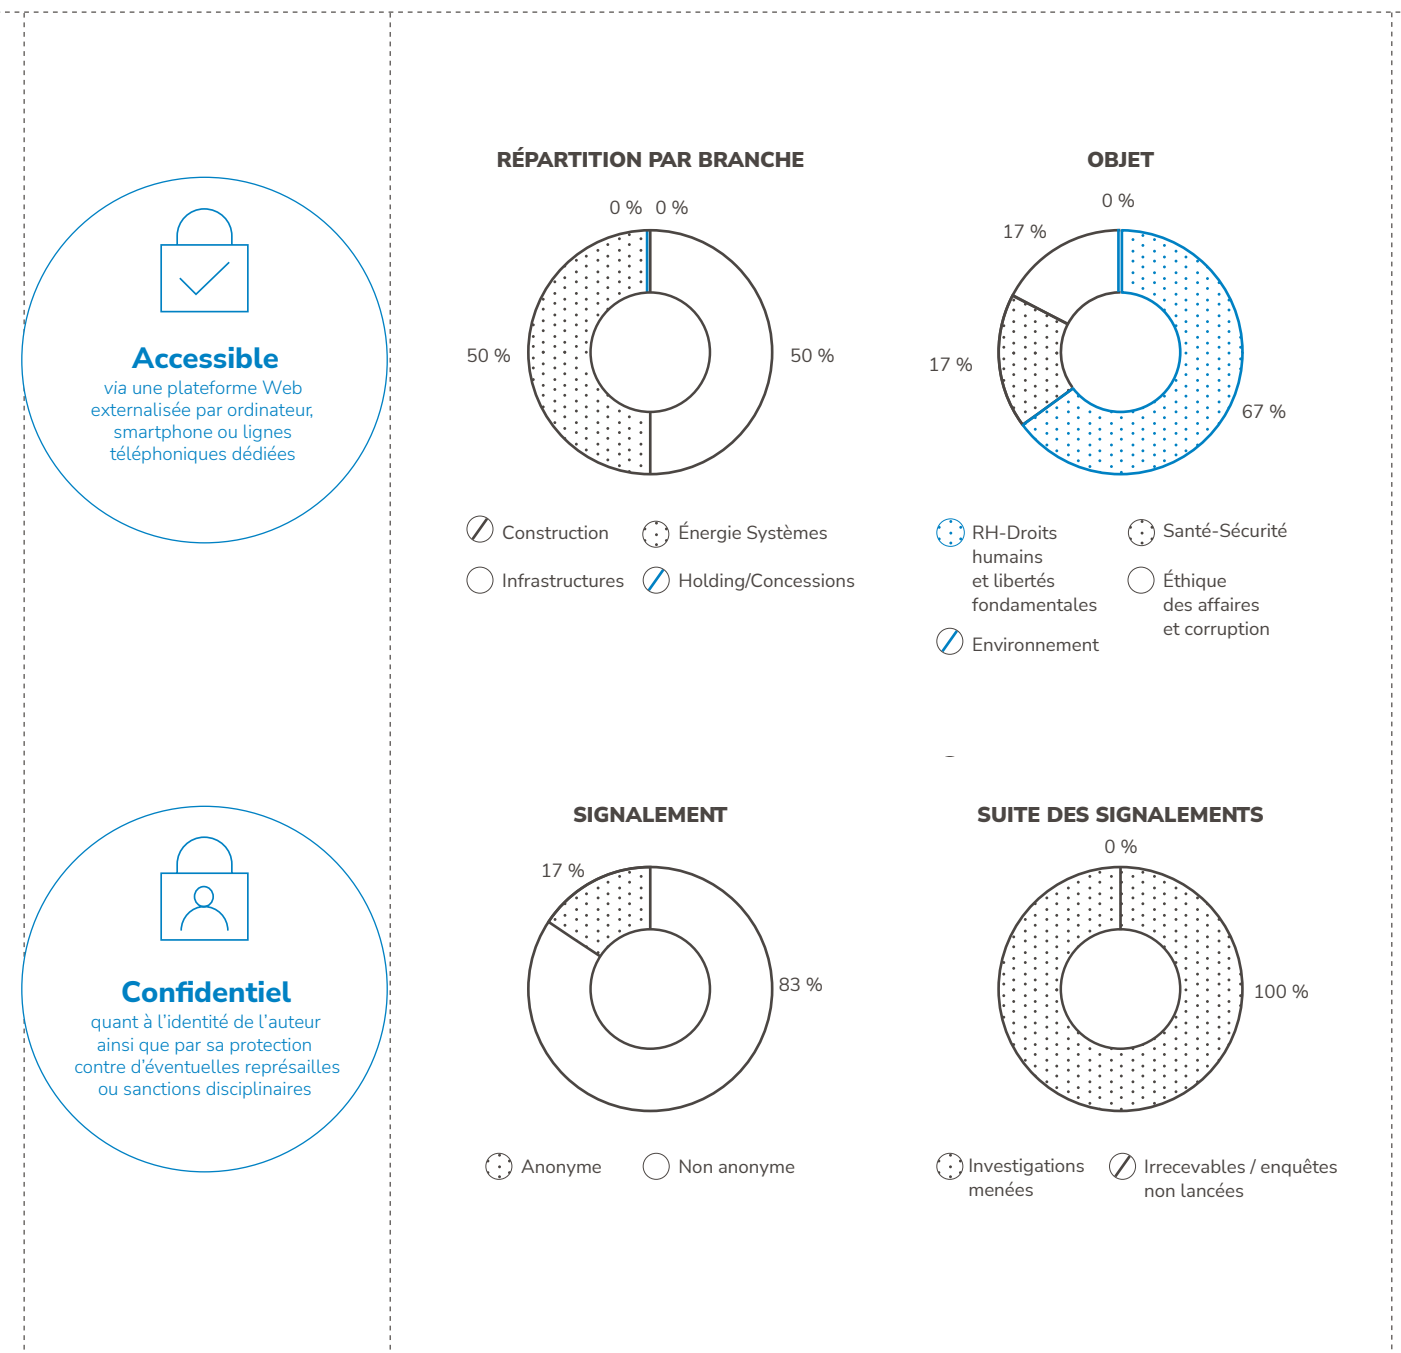 Accessible
via une plateforme Web
externalisée par ordinateur,
smartphone ou lignes
téléphoniques dédiées
RÉPARTITION PAR BRANCHE
0 % 0 %
50 %
50 %
Construction
Énergie Systèmes
Infrastructures
Holding/Concessions
OBJET
0 %
17 %
17 %
67 %
RH-Droits
humains
et libertés
fondamentales
Environnement
Santé-Sécurité
Éthique
des affaires
et corruption
Confidentiel
quant à l’identité de l’auteur
ainsi que par sa protection
contre d’éventuelles représailles
ou sanctions disciplinaires
SIGNALEMENT
17 %
83 %
Anonyme
Non anonyme
SUITE DES SIGNALEMENTS
0 %
100 %
Investigations
menées
Irrecevables / enquêtes
non lancées